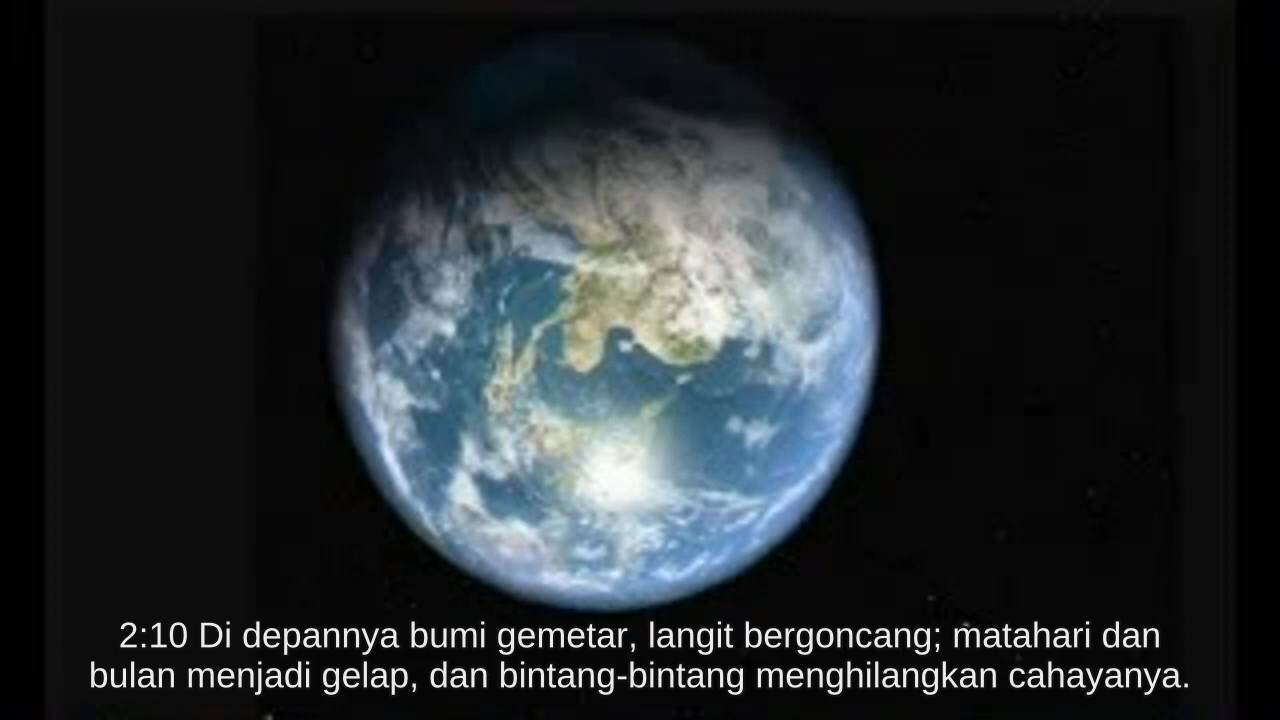 2:10 Di depannya bumi gemetar, langit bergoncang; matahari dan
bulan menjadi gelap, dan bintang-bintang menghilangkan cahayanya.